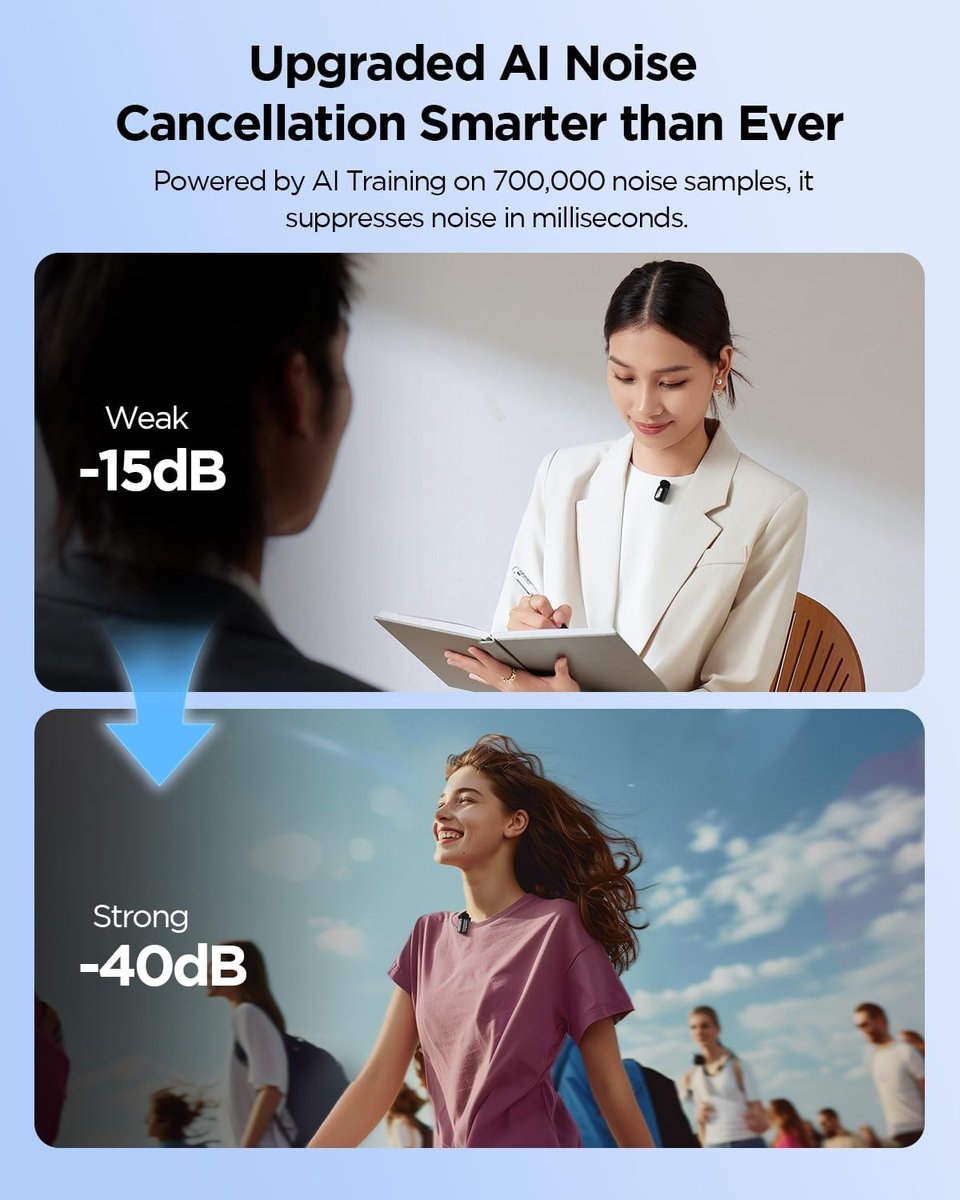 Upgraded AI Noise
Cancellation Smarter than Ever
Powered by AI Training on 700,000 noise samples, it
suppresses noise in milliseconds.
Weak
-15dB
Strong
-40dB